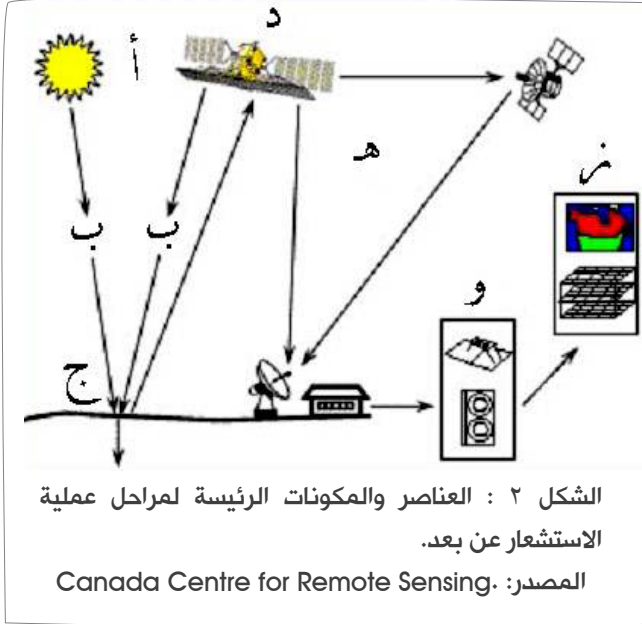 د
أ
هـ
ز
ب ب
و
ج
الشكل ٢ : العناصر والمكونات الرئيسة لمراحل عملية
الاستشعار عن بعد.
المصدر: .Canada Centre for Remote Sensing